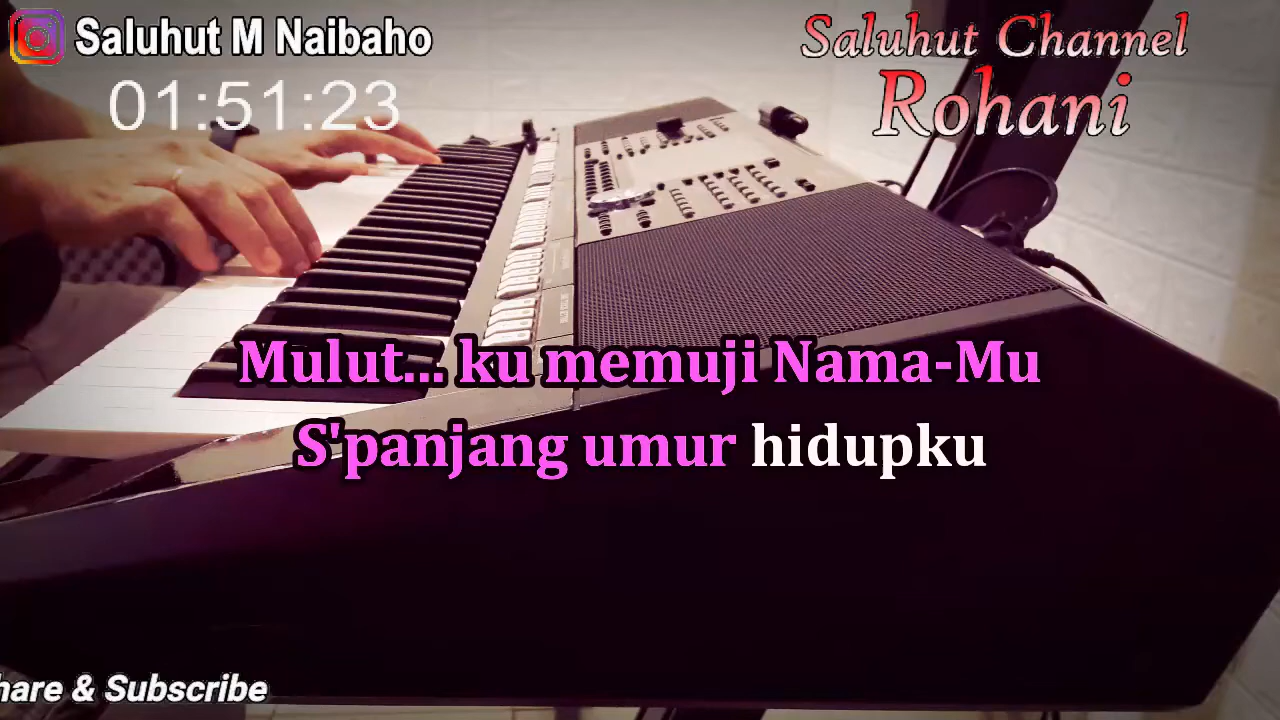 Saluhut M Naibaho
01:51:23
Saluhut Channel
Rohani
Mulut... ku memuji Nama-Mu
S'panjang umur hidupku
hare & Subscribe